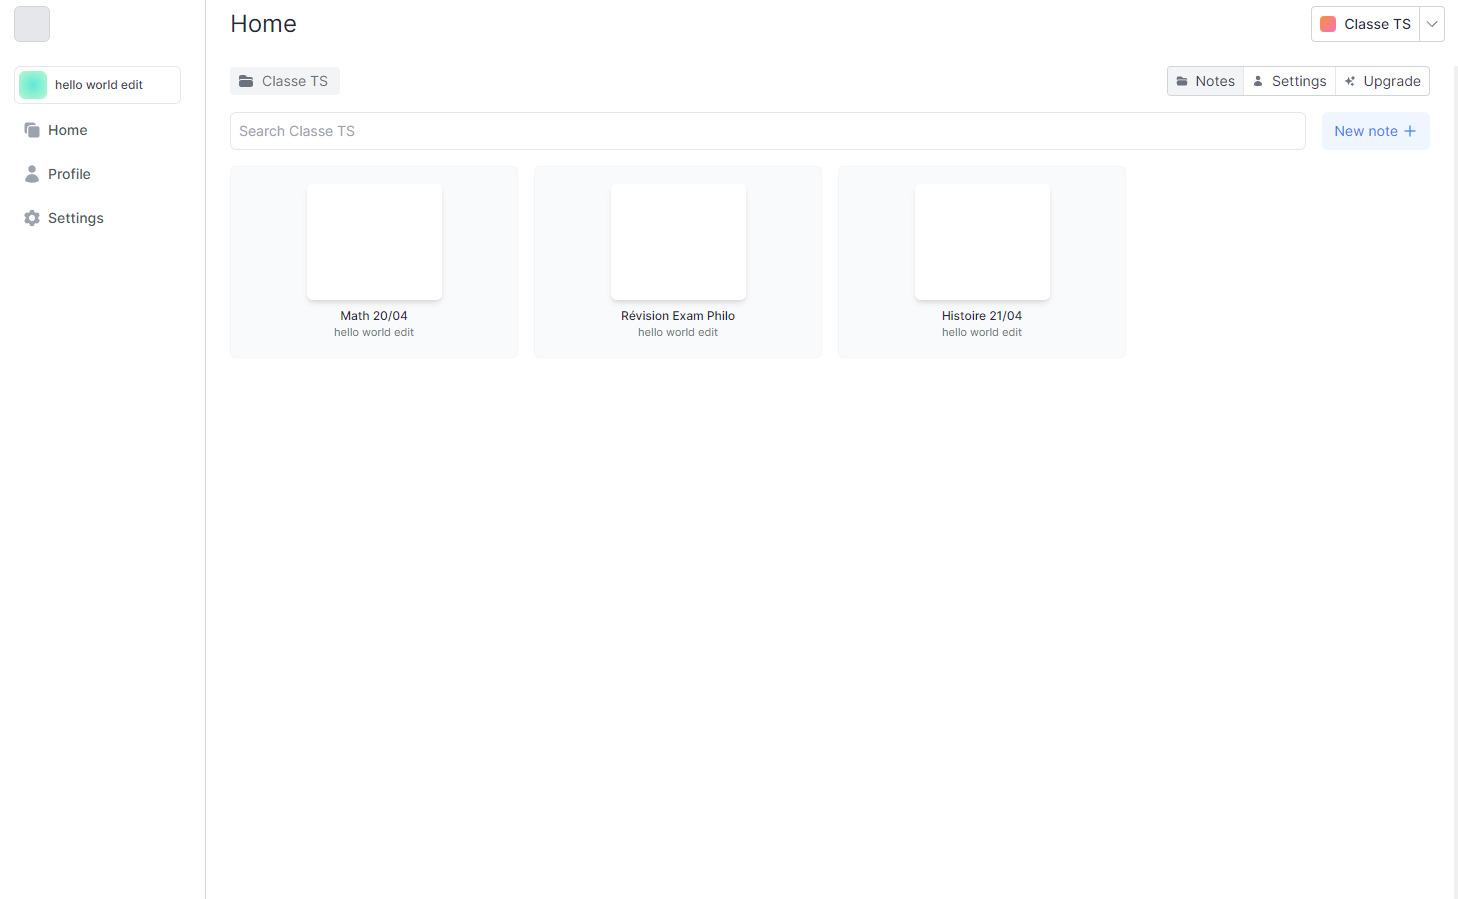 Home
Classe TS
hello world edit
Home
Profile
Settings
Classe TS
Notes
Settings
Upgrade
Search Classe TS
New note +
Math 20/04
hello world edit
Révision Exam Philo
hello world edit
Histoire 21/04
hello world edit